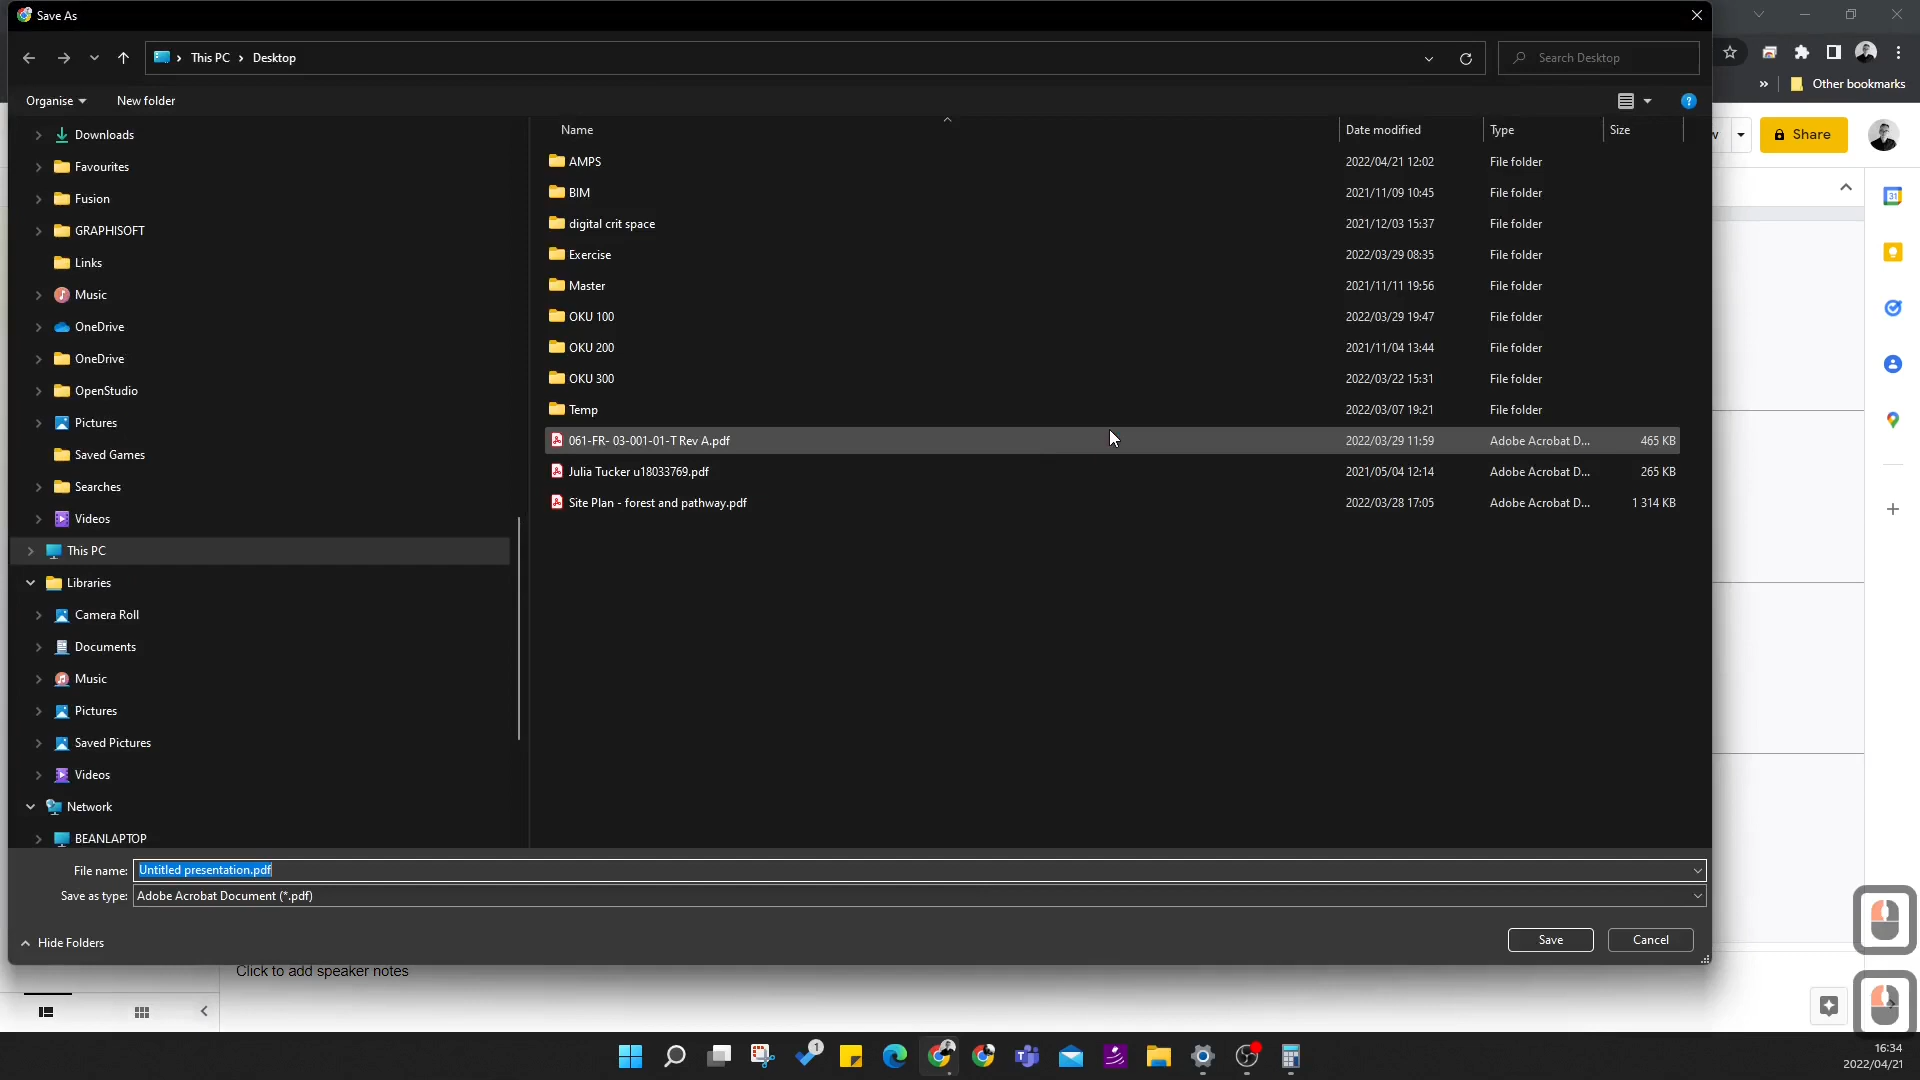 Save As
This PC
Desktop
Search Desktop
Other bookmarks
Organise
New folder
Share
Name
Date modified
Type
Size
Downloads
Favourites
Fusion
GRAPHISOFT
Links
Music
OneDrive
OneDrive
OpenStudio
Pictures
Saved Games
Searches
Videos
This PC
Libraries
Camera Roll
Documents
Music
Pictures
Saved Pictures
Videos
Network
BEANLAPTOP
AMPS 2022/04/21 12:02 File folder
BIM 2021/11/09 10:45 File folder
digital crit space 2021/12/03 15:37 File folder
Exercise 2022/03/29 08:35 File folder
Master 2021/11/11 19:56 File folder
OKU 100 2022/03/29 19:47 File folder
OKU 200 2021/11/04 13:44 File folder
OKU 300 2022/03/22 15:31 File folder
Temp 2022/03/07 19:21 File folder
061-FR- 03-001-01-T Rev A.pdf 2022/03/29 11:59 Adobe Acrobat D... 465 KB
Julia Tucker u18033769.pdf 2021/05/04 12:14 Adobe Acrobat D... 265 KB
Site Plan - forest and pathway.pdf 2022/03/28 17:05 Adobe Acrobat D... 1 314 KB
File name: Untitled presentation.pdf
Save as type: Adobe Acrobat Document (*.pdf)
Hide Folders
Save
Cancel
Click to add speaker notes
16:34
2022/04/21